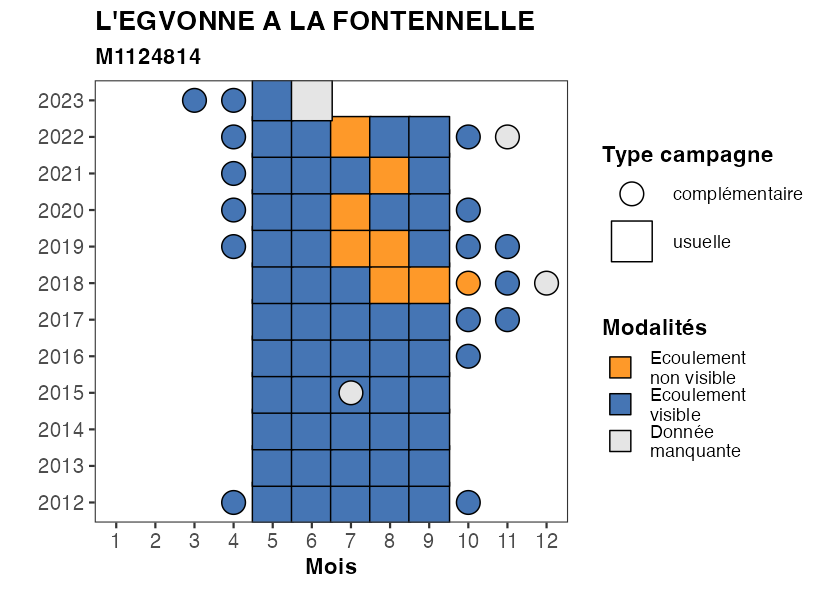 L'EGVONNE A LA FONTENNELLE
M1124814
2023
2022
2021
2020
2019
2018
2017
2016
2015
2014
2013
2012
1 2 3 4 5 6 7 8 9 10 11 12
Mois
Type campagne
complémentaire
usuelle
Modalités
Ecoulement
non visible
Ecoulement
visible
Donnée
manquante